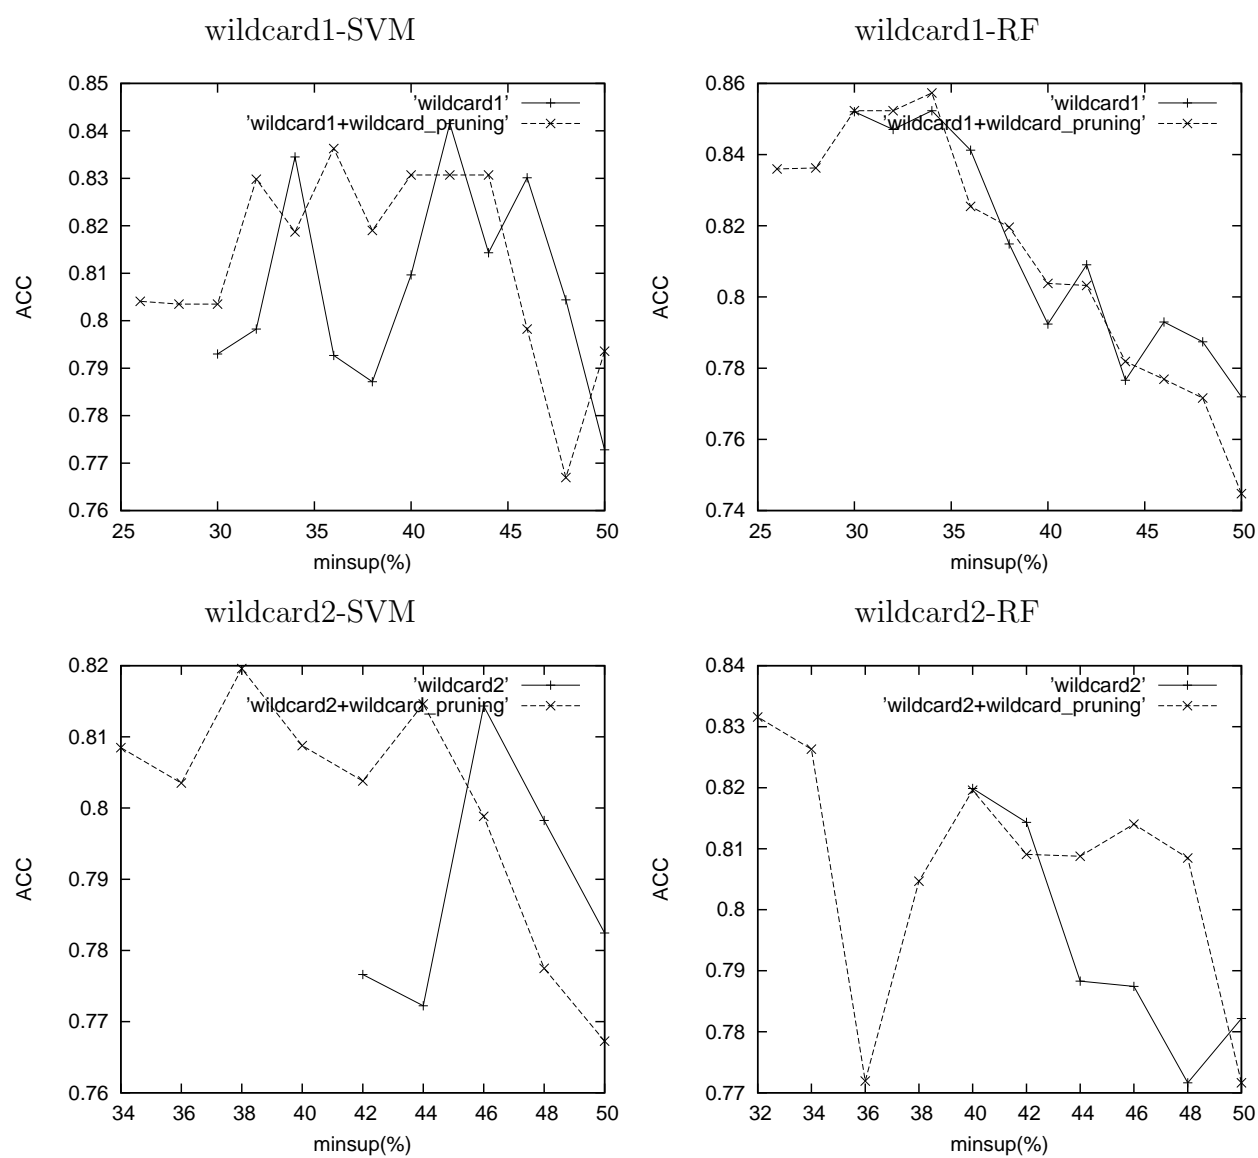 wildcard1-SVM
0.85
0.84
0.83
0.82
0.81
0.8
0.79
0.78
0.77
0.76
25 30 35 40 45 50
ACC
minsup(%)
'wildcard1'
'wildcard1+wildcard_pruning'
wildcard1-RF
0.86
0.84
0.82
0.8
0.78
0.76
0.74
25 30 35 40 45 50
ACC
minsup(%)
'wildcard1'
'wildcard1+wildcard_pruning'
wildcard2-SVM
0.82
0.81
0.8
0.79
0.78
0.77
0.76
34 36 38 40 42 44 46 48 50
ACC
minsup(%)
'wildcard2'
'wildcard2+wildcard_pruning'
wildcard2-RF
0.84
0.83
0.82
0.81
0.8
0.79
0.78
0.77
32 34 36 38 40 42 44 46 48 50
ACC
minsup(%)
'wildcard2'
'wildcard2+wildcard_pruning'